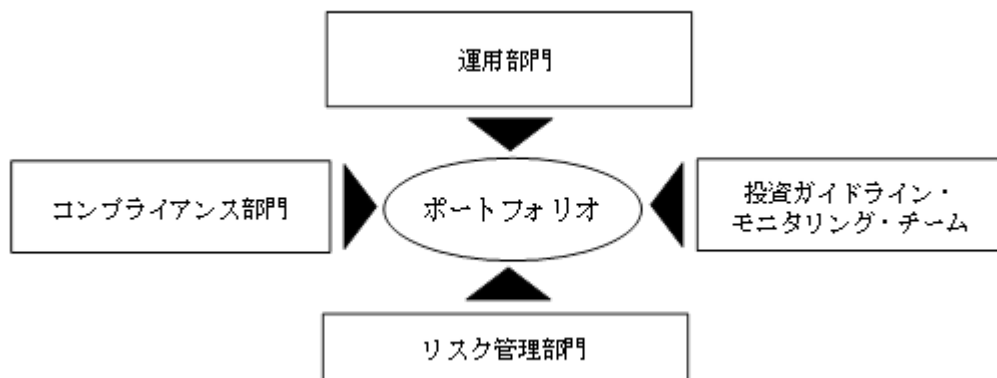 運用部門
コンプライアンス部門
ポートフォリオ
投資ガイドライン・
モニタリング・チーム
リスク管理部門